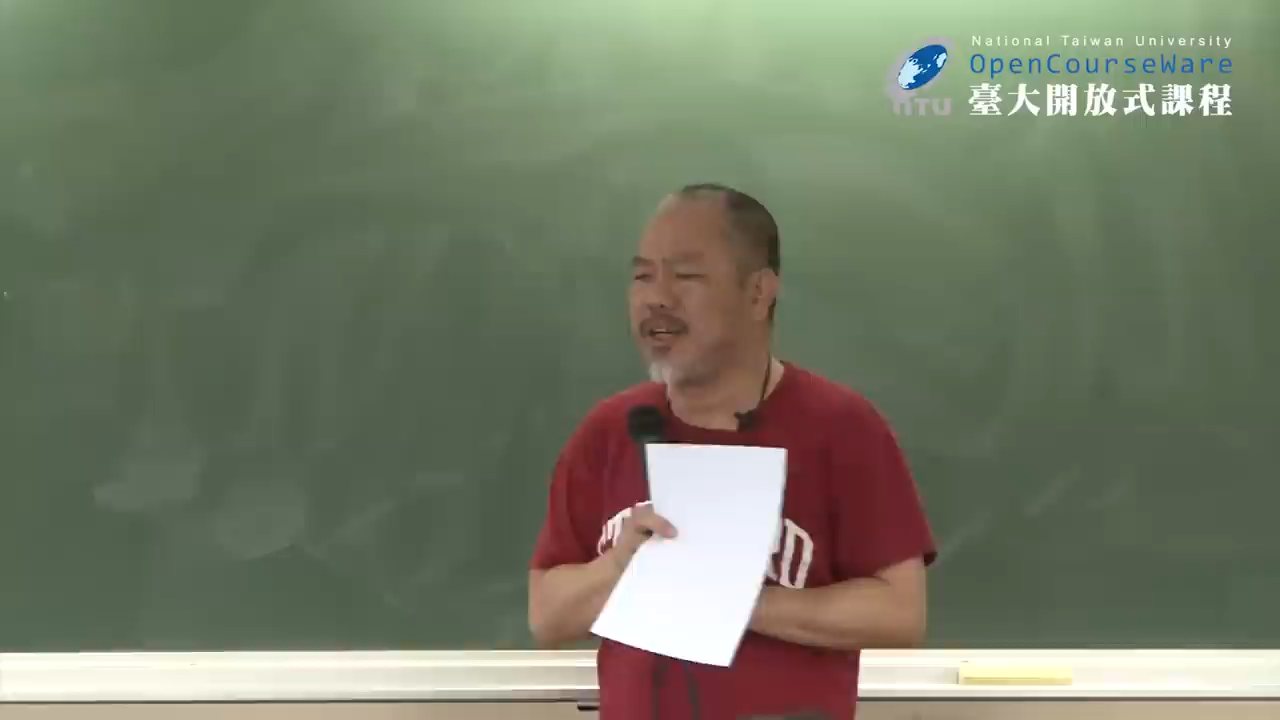 National Taiwan University
OpenCourseWare
NTU
臺大開放式課程